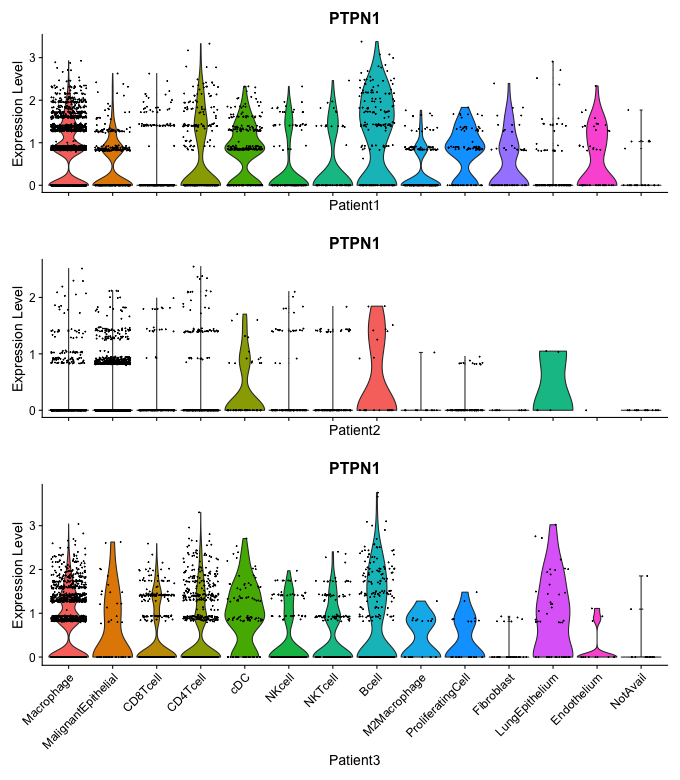 PTPN1
Expression Level
3
2
1
0
Patient1
PTPN1
Expression Level
2
1
0
Patient2
PTPN1
Expression Level
3
2
1
0
Macrophage
MalignantEpithelial
CD8Tcell
CD4Tcell
cDC
NKcell
NKTcell
Bcell
M2Macrophage
ProliferatingCell
Fibroblast
LungEpithelium
Endothelium
NotAvail
Patient3